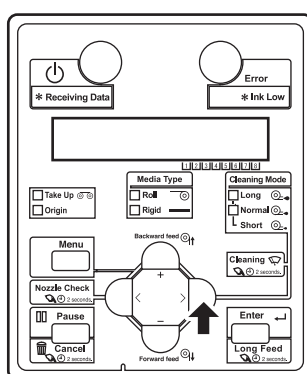 Error
* Receiving Data
* Ink Low
1 2 3 4 5 6 7 8
Media Type
Cleaning Mode
Take Up
Roll
Long
Origin
Rigid
Normal
Short
Menu
Backward feed
+
Cleaning
2 seconds.
Nozzle Check
2 seconds.
< >
Pause
Enter
−
Cancel
2 seconds.
Forward feed
Long Feed
2 seconds.